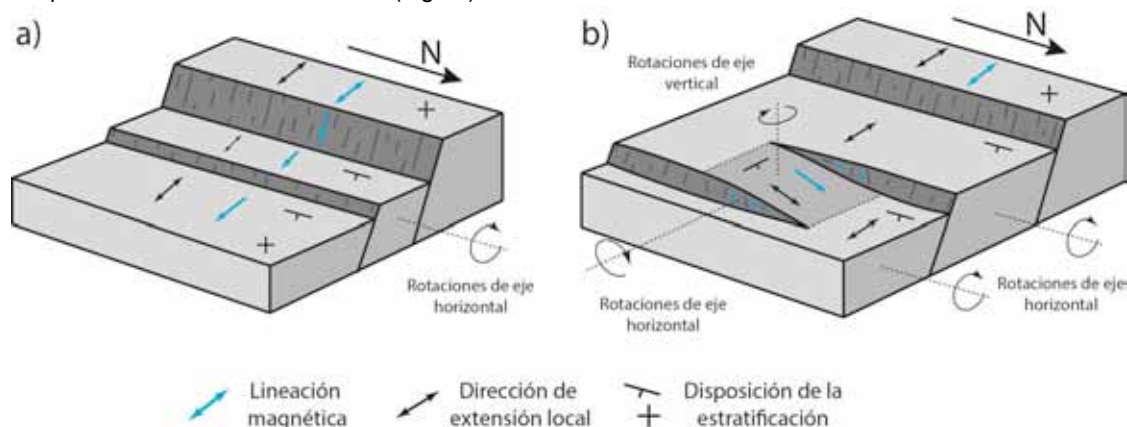 a)
N
Rotaciones de eje
horizontal
b)
Rotaciones de eje
vertical
N
Rotaciones de eje
horizontal
Rotaciones de eje
horizontal
Lineación
magnética
Dirección de
extensión local
Disposición de la
estratificación